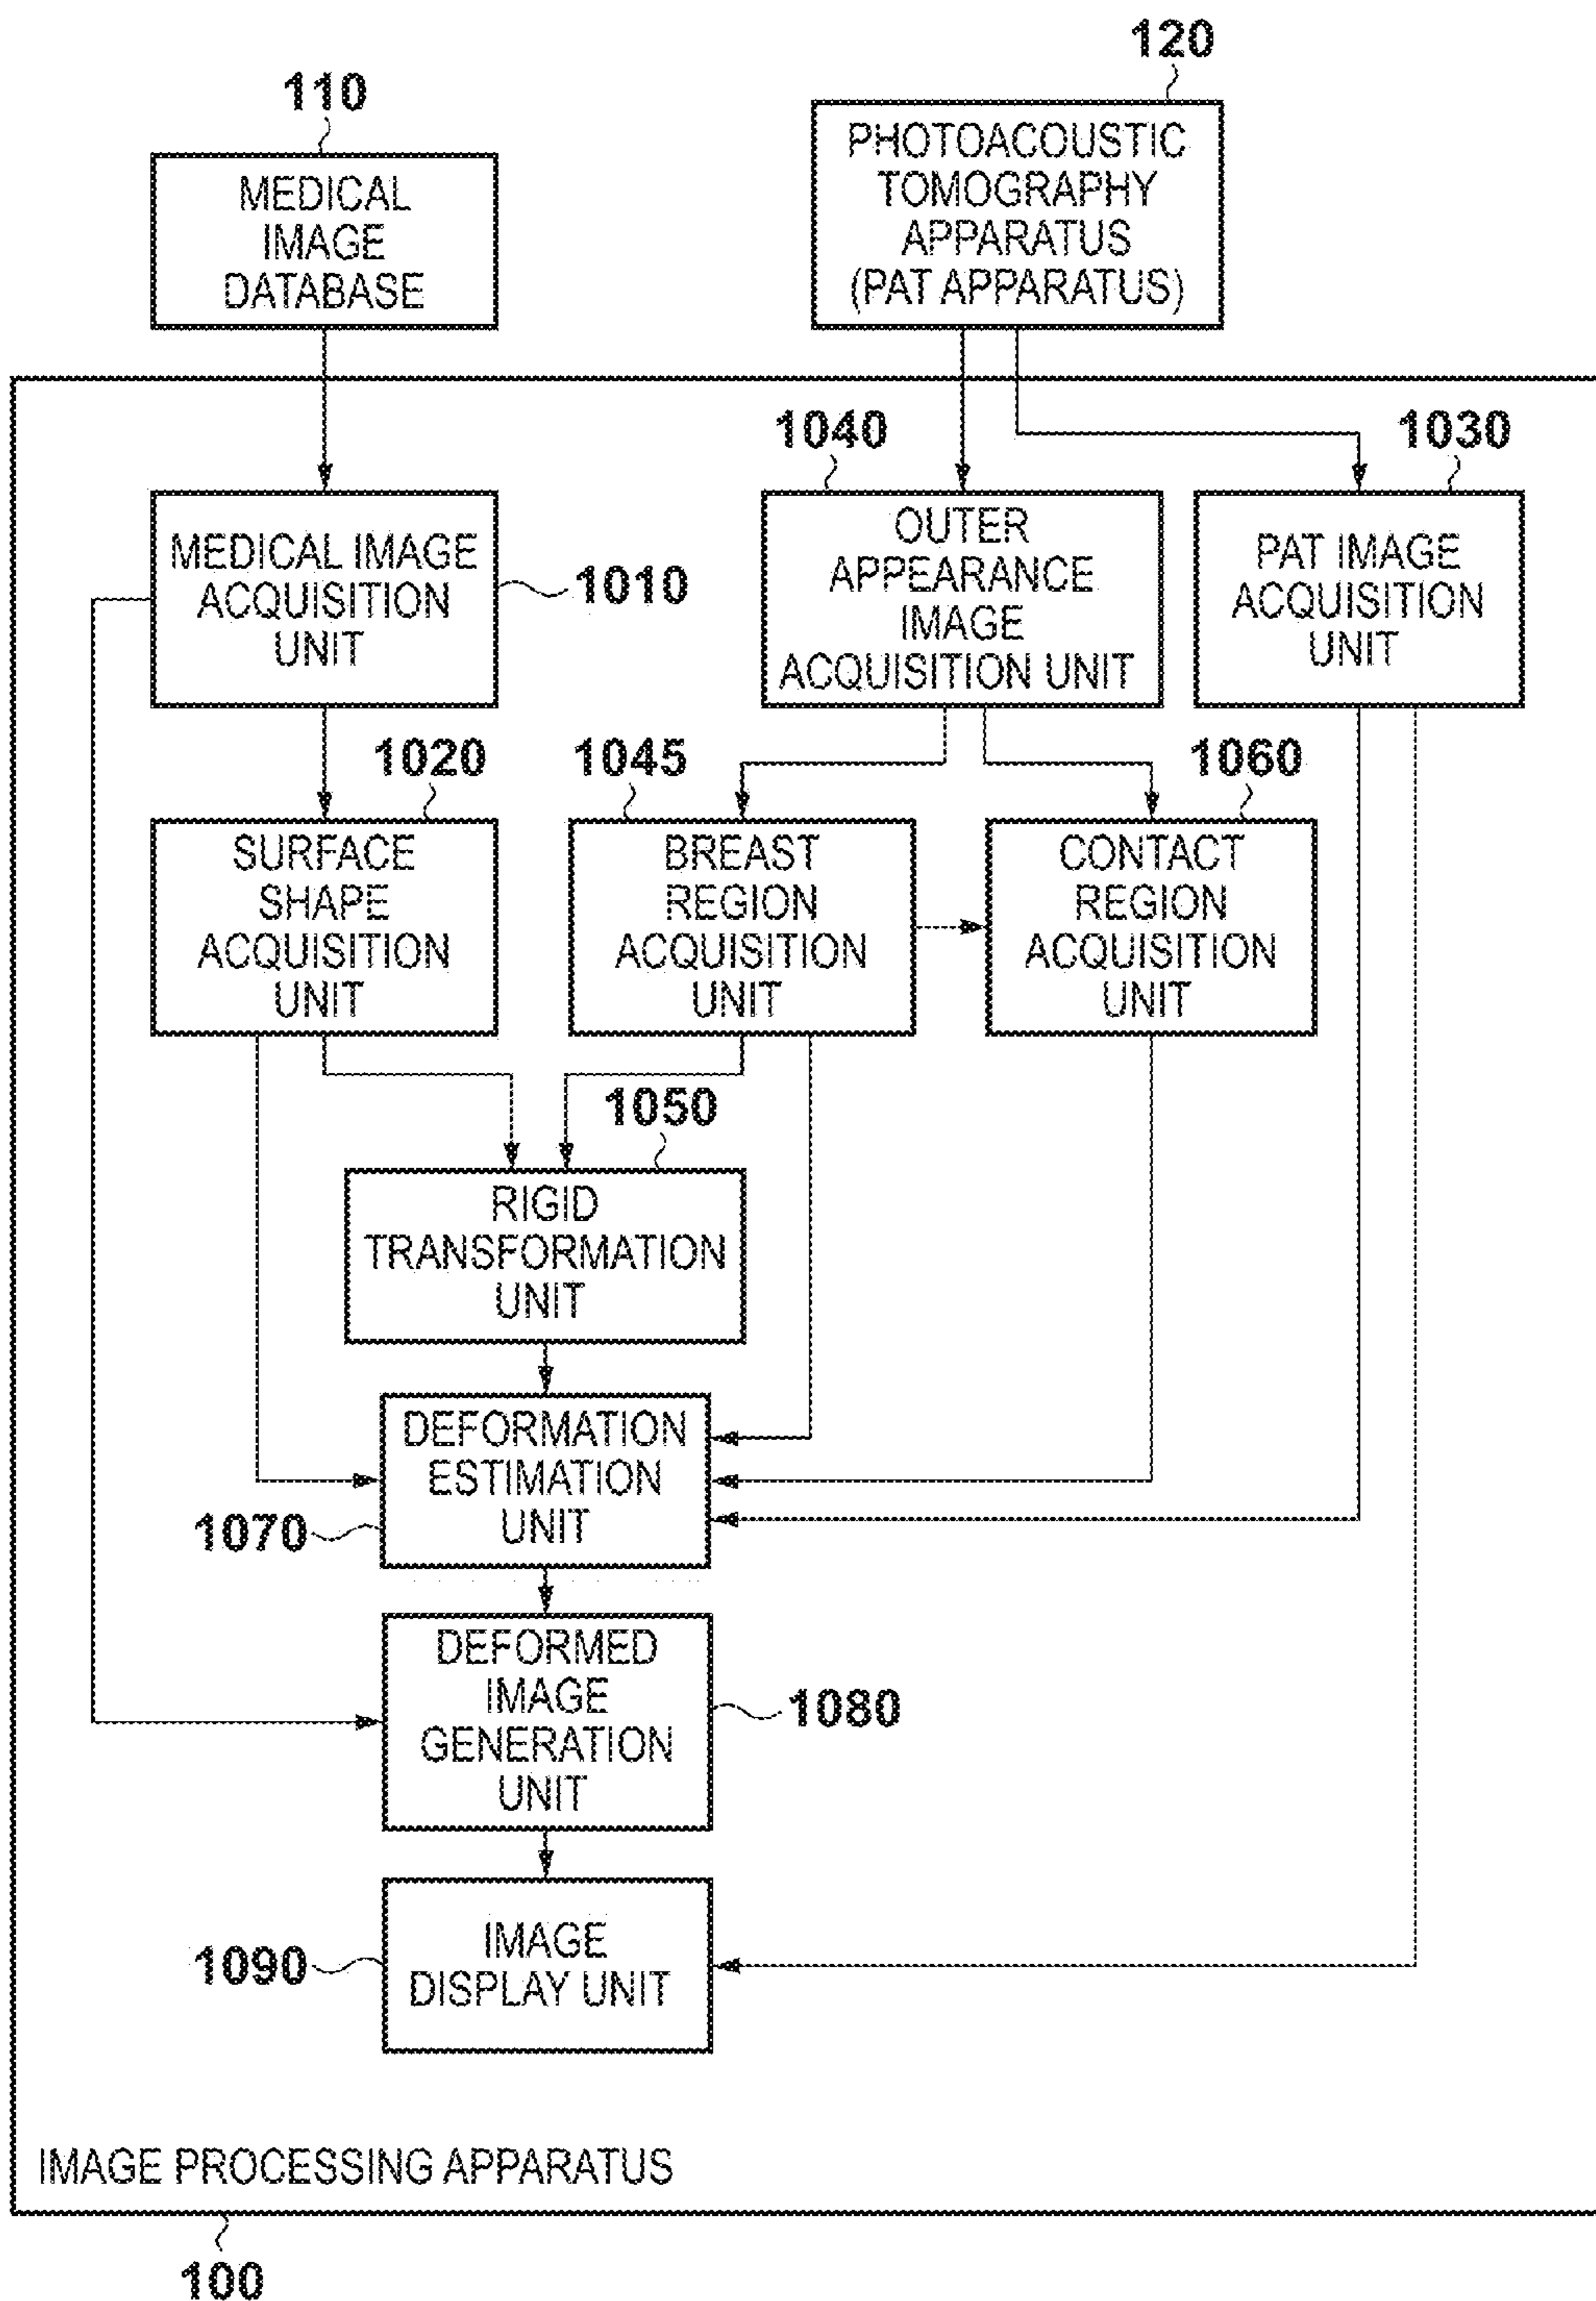 120
110
PHOTOACOUSTIC
TOMOGRAPHY
APPARATUS
(PAT APPARATUS)
MEDICAL
IMAGE
DATABASE
1040
1030
MEDICAL IMAGE
ACQUISITION
UNIT
1010
OUTER
APPEARANCE
IMAGE
ACQUISITION UNIT
PAT IMAGE
ACQUISITION
UNIT
1020
1045
1060
SURFACE
SHAPE
ACQUISITION
UNIT
BREAST
REGION
ACQUISITION
UNIT
CONTACT
REGION
ACQUISITION
UNIT
1050
RIGID
TRANSFORMATION
UNIT
DEFORMATION
ESTIMATION
UNIT
1070
DEFORMED
IMAGE
GENERATION
UNIT
1080
IMAGE
DISPLAY UNIT
1090
IMAGE PROCESSING APPARATUS
100